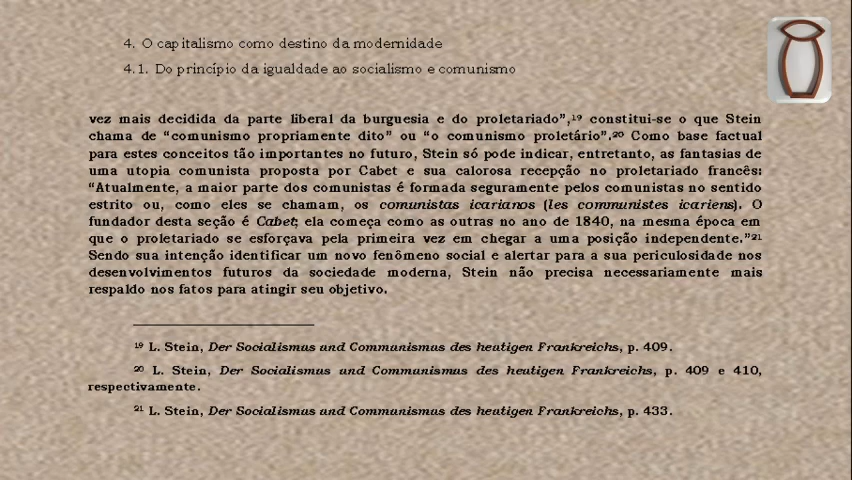 4. O capitalismo como destino da modernidade
4.1. Do princípio da igualdade ao socialismo e comunismo
vez mais decidida da parte liberal da burguesia e do proletariado”,¹⁹ constitui-se o que Stein
chama de “comunismo propriamente dito” ou “o comunismo proletário”.²⁰ Como base factual
para estes conceitos tão importantes no futuro, Stein só pode indicar, entretanto, as fantasias de
uma utopia comunista proposta por Cabet e sua calorosa recepção no proletariado francês:
“Atualmente, a maior parte dos comunistas é formada seguramente pelos comunistas no sentido
estrito ou, como eles se chamam, os comunistas icarianos (les communistes icariens). O
fundador desta seção é Cabet; ela começa como as outras no ano de 1840, na mesma época em
que o proletariado se esforçava pela primeira vez em chegar a uma posição independente.”²¹
Sendo sua intenção identificar um novo fenômeno social e alertar para a sua periculosidade nos
desenvolvimentos futuros da sociedade moderna, Stein não precisa necessariamente mais
respaldo nos fatos para atingir seu objetivo.
¹⁹ L. Stein, Der Socialismus und Communismus des heutigen Frankreichs, p. 409.
²⁰ L. Stein, Der Socialismus und Communismus des heutigen Frankreichs, p. 409 e 410,
respectivamente.
²¹ L. Stein, Der Socialismus und Communismus des heutigen Frankreichs, p. 433.